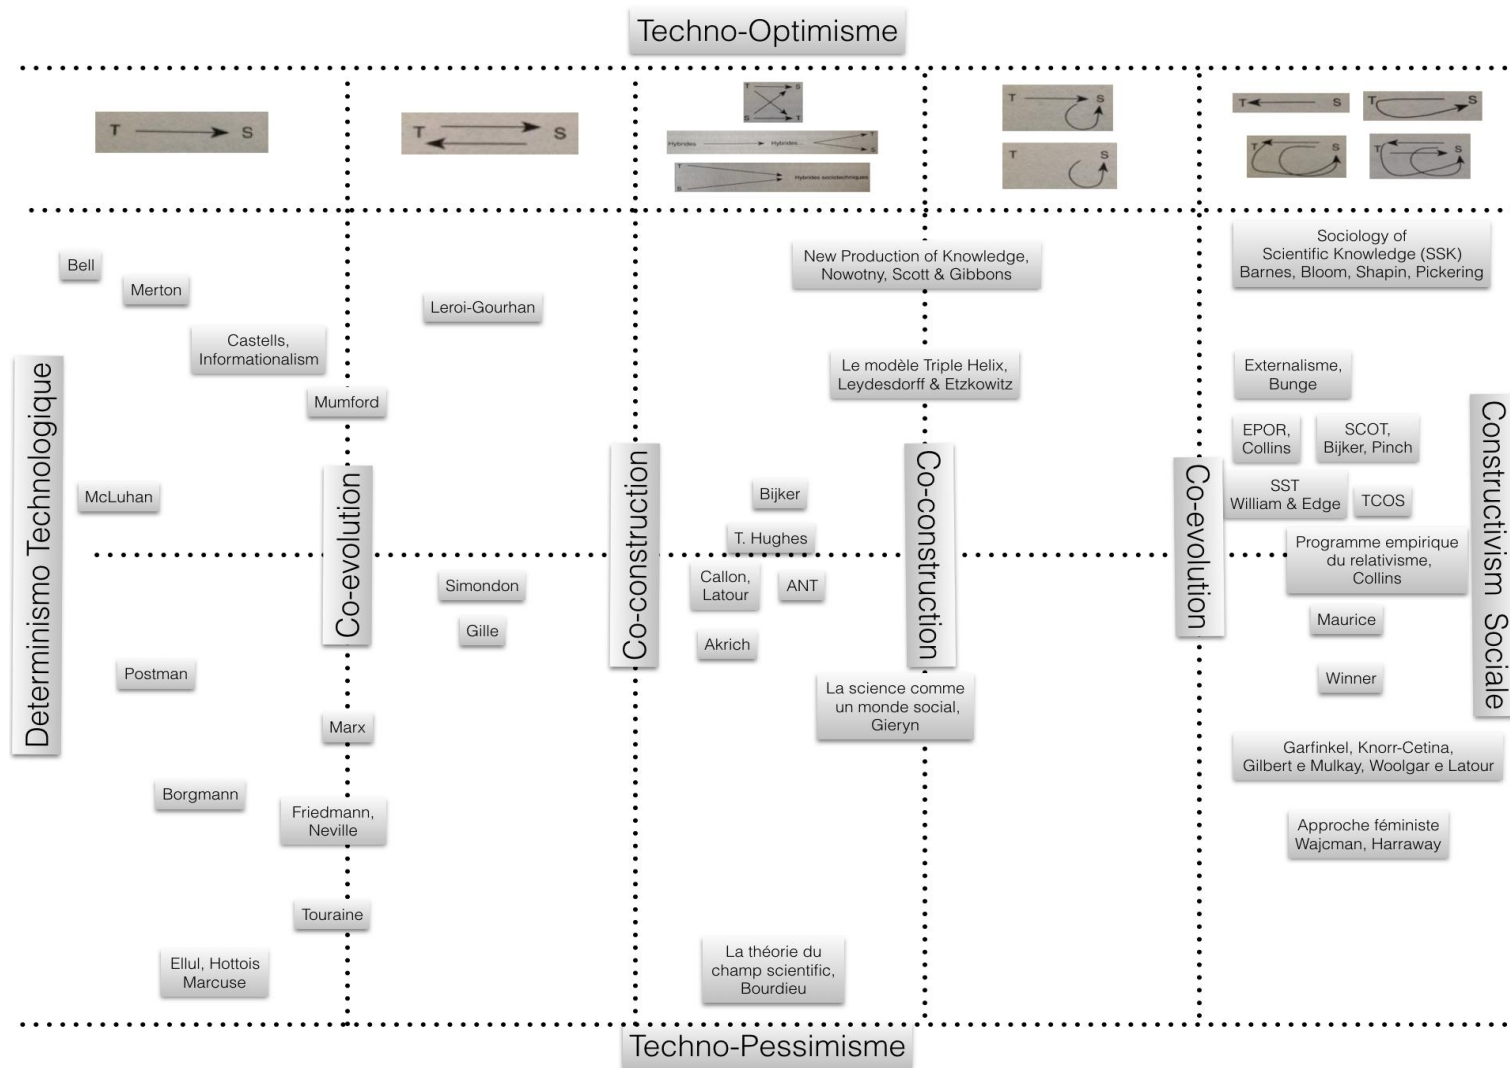 Techno-Optimisme
T S
T S
T S
S T
Hybrides Hybrides... T
S
T
S
Hybrides sociotechniques
T S
T S
T S
T S
T S
T S
Bell
Merton
Castells,
Informationalism
Mumford
McLuhan
Determinismo Technologique
Postman
Marx
Borgmann
Friedmann,
Neville
Touraine
Ellul, Hottois
Marcuse
Co-evolution
Leroi-Gourhan
Simondon
Gille
Co-construction
New Production of Knowledge,
Nowotny, Scott & Gibbons
Le modèle Triple Helix,
Leydesdorff & Etzkowitz
Bijker
T. Hughes
Callon,
Latour
ANT
Akrich
La science comme
un monde social,
Gieryn
La théorie du
champ scientific,
Bourdieu
Co-construction
Co-evolution
Sociology of
Scientific Knowledge (SSK)
Barnes, Bloom, Shapin, Pickering
Externalisme,
Bunge
EPOR,
Collins
SCOT,
Bijker, Pinch
SST
William & Edge
TCOS
Programme empirique
du relativisme,
Collins
Maurice
Winner
Garfinkel, Knorr-Cetina,
Gilbert e Mulkay, Woolgar e Latour
Approche féministe
Wajcman, Harraway
Constructivism Sociale
Techno-Pessimisme